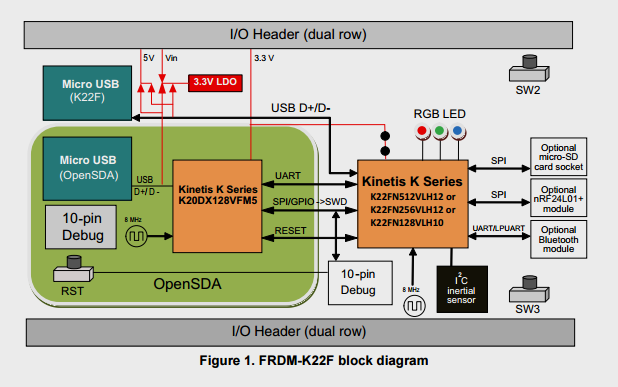 I/O Header (dual row)
5V
Vin
3.3 V
Micro USB
(K22F)
3.3V LDO
SW2
USB D+/D-
RGB LED
Micro USB
(OpenSDA)
USB
D+/D -
Kinetis K Series
K20DX128VFM5
UART
SPI/GPIO ->SWD
RESET
Kinetis K Series
K22FN512VLH12 or
K22FN256VLH12 or
K22FN128VLH10
SPI
Optional
micro-SD
card socket
SPI
Optional
nRF24L01+
module
UART/LPUART
Optional
Bluetooth
module
10-pin
Debug
8 MHz
RST
OpenSDA
10-pin
Debug
8 MHz
I2C
inertial
sensor
SW3
I/O Header (dual row)
Figure 1. FRDM-K22F block diagram